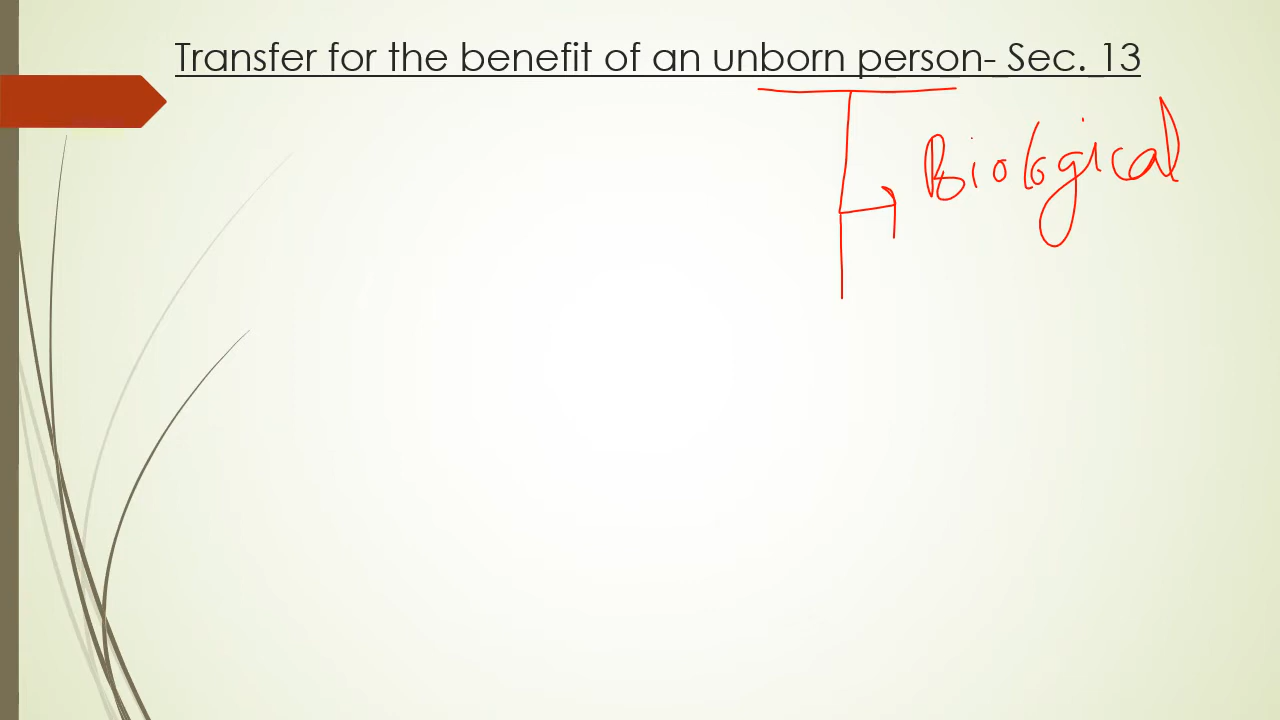 Transfer for the benefit of an unborn person- Sec. 13
Biological